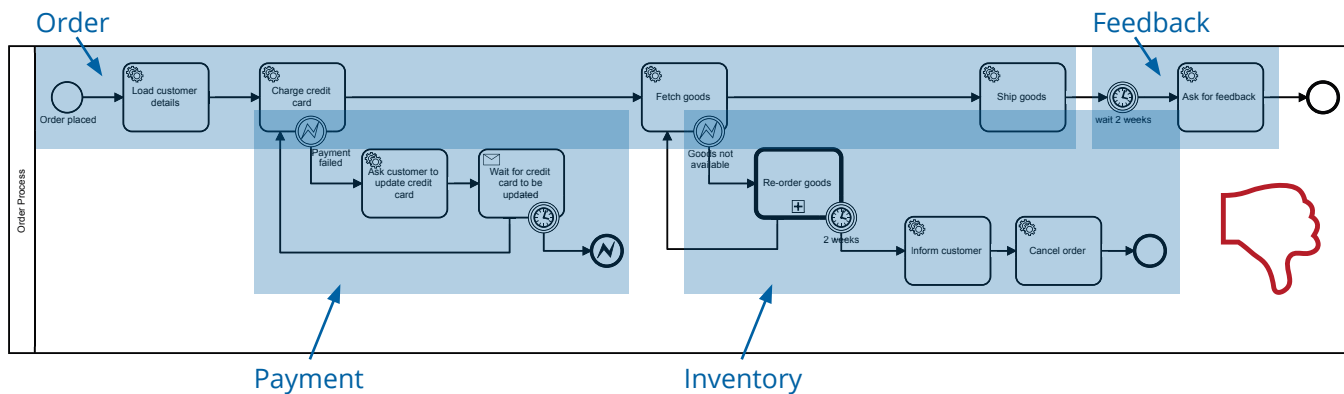 Order
Feedback
Order Process
Order placed
Load customer
details
Charge credit
card
Fetch goods
Ship goods
wait 2 weeks
Ask for feedback
Payment
failed
Ask customer to
update credit
card
Wait for credit
card to be
updated
Goods not
available
Re-order goods
2 weeks
Inform customer
Cancel order
Payment
Inventory